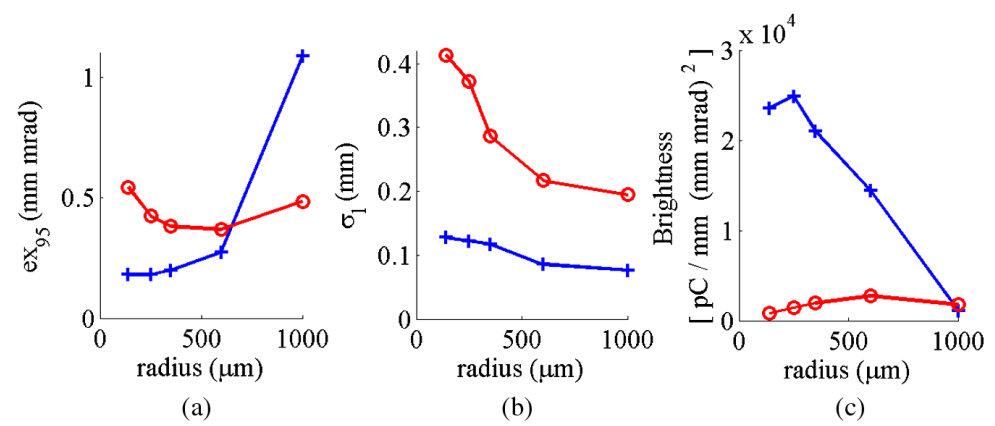 1
0.5
0
0 500 1000
ex95 (mm mrad)
radius (μm)
(a)
0.4
0.3
0.2
0.1
0
0 500 1000
σ1 (mm)
radius (μm)
(b)
3 x 10^4
2
1
0
0 500 1000
Brightness
[ pC / mm (mm mrad)^2 ]
radius (μm)
(c)